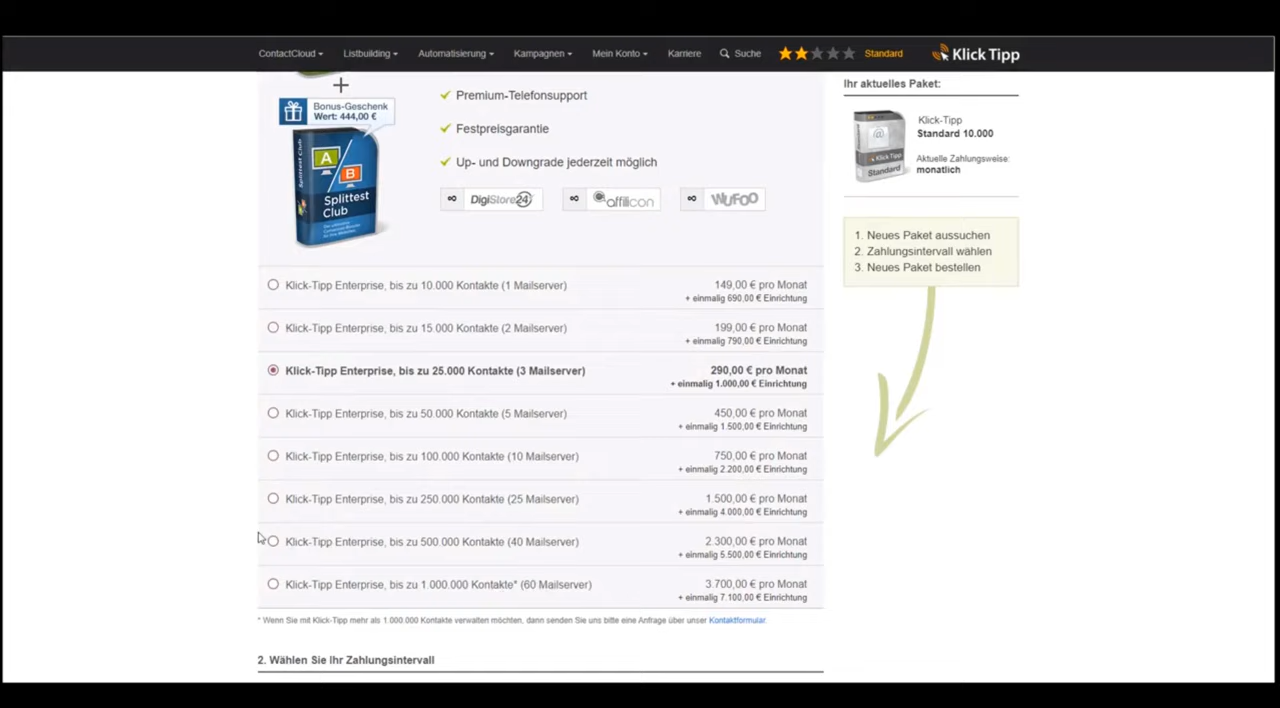 ContactCloud Listbuilding Automatisierung Kampagnen Mein Konto Karriere Suche Standard Klick Tipp
Bonus-Geschenk
Wert: 444,00 €
Splittest Club
A
B
Splittest
Club
Premium-Telefonsupport
Festpreisgarantie
Up- und Downgrade jederzeit möglich
DigiStore24
affilicon
WUFOO
Klick-Tipp Enterprise, bis zu 10.000 Kontakte (1 Mailserver) 149,00 € pro Monat
+ einmalig 690,00 € Einrichtung
Klick-Tipp Enterprise, bis zu 15.000 Kontakte (2 Mailserver) 199,00 € pro Monat
+ einmalig 790,00 € Einrichtung
Klick-Tipp Enterprise, bis zu 25.000 Kontakte (3 Mailserver) 290,00 € pro Monat
+ einmalig 1.000,00 € Einrichtung
Klick-Tipp Enterprise, bis zu 50.000 Kontakte (5 Mailserver) 450,00 € pro Monat
+ einmalig 1.500,00 € Einrichtung
Klick-Tipp Enterprise, bis zu 100.000 Kontakte (10 Mailserver) 750,00 € pro Monat
+ einmalig 2.200,00 € Einrichtung
Klick-Tipp Enterprise, bis zu 250.000 Kontakte (25 Mailserver) 1.500,00 € pro Monat
+ einmalig 4.000,00 € Einrichtung
Klick-Tipp Enterprise, bis zu 500.000 Kontakte (40 Mailserver) 2.300,00 € pro Monat
+ einmalig 5.500,00 € Einrichtung
Klick-Tipp Enterprise, bis zu 1.000.000 Kontakte* (60 Mailserver) 3.700,00 € pro Monat
+ einmalig 7.100,00 € Einrichtung
* Wenn Sie mit Klick-Tipp mehr als 1.000.000 Kontakte verwalten möchten, dann senden Sie uns bitte eine Anfrage über unser Kontaktformular.
2. Wählen Sie Ihr Zahlungsintervall
Ihr aktuelles Paket:
@
Klick Tipp
Standard
Klick-Tipp
Standard 10.000
Aktuelle Zahlungsweise:
monatlich
1. Neues Paket aussuchen
2. Zahlungsintervall wählen
3. Neues Paket bestellen